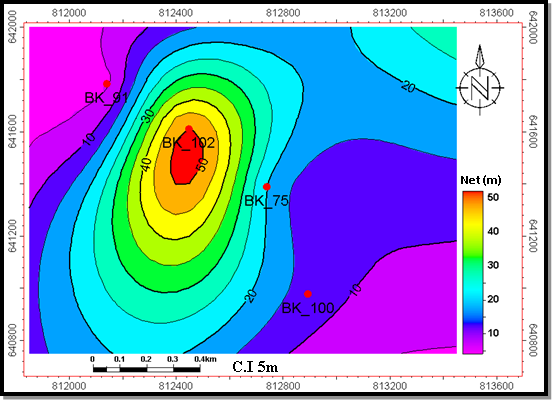 812000 812400 812800 813200 813600
642000 642000
BK_91
30
20
10
641600 641600
BK_102
40
50
Net (m)
50
BK_75
40
641200 641200
30
20
20
10
BK_100
10
640800 640800
0 0.1 0.2 0.3 0.4km
C.I 5m
812000 812400 812800 813200 813600
N